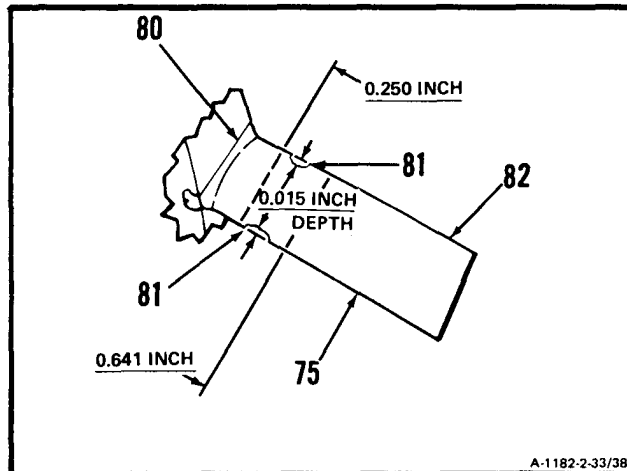 80
0.250 INCH
81
82
0.015 INCH
DEPTH
81
0.641 INCH
75
A-1182-2-33/38